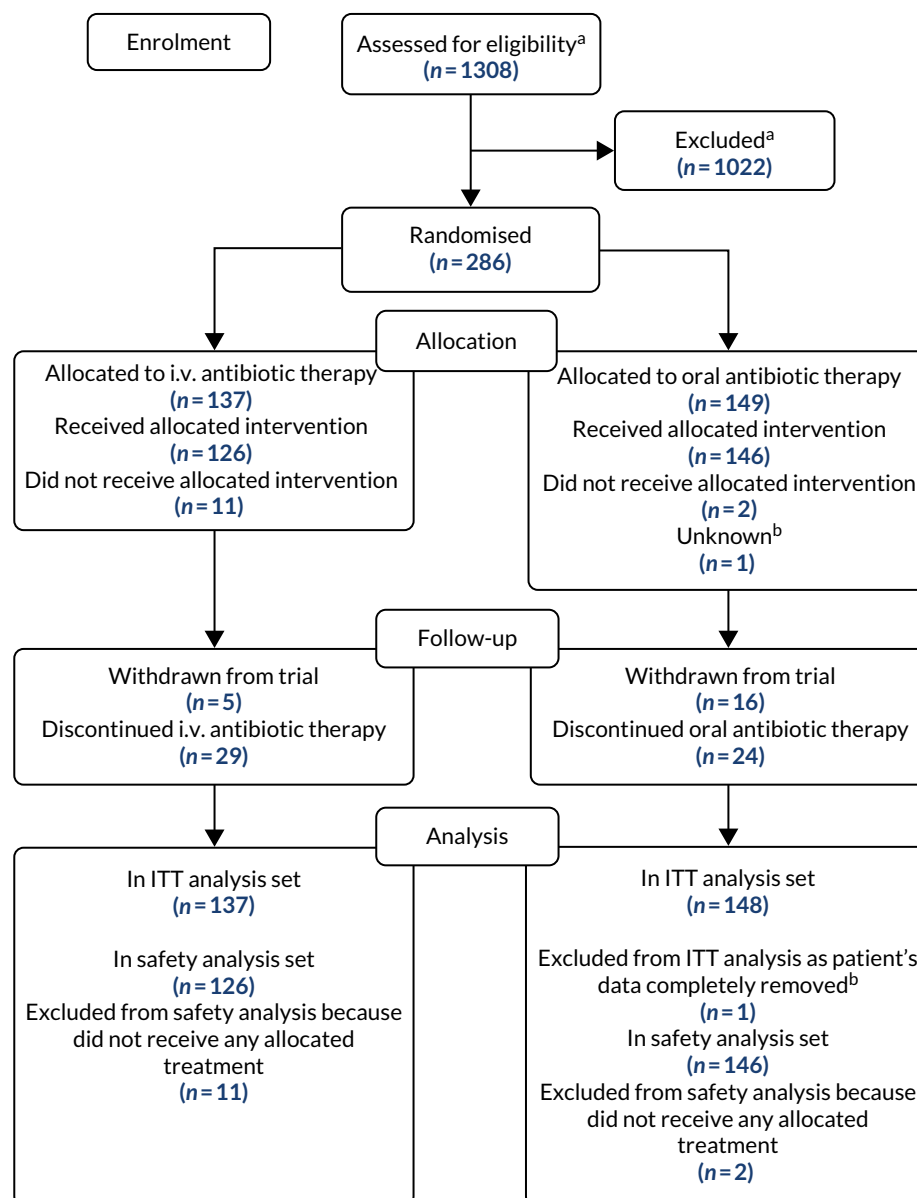 Enrolment
Assessed for eligibilityᵃ
(n = 1308)
Excludedᵃ
(n = 1022)
Randomised
(n = 286)
Allocation
Allocated to i.v. antibiotic therapy
(n = 137)
Received allocated intervention
(n = 126)
Did not receive allocated intervention
(n = 11)
Allocated to oral antibiotic therapy
(n = 149)
Received allocated intervention
(n = 146)
Did not receive allocated intervention
(n = 2)
Unknownᵇ
(n = 1)
Follow-up
Withdrawn from trial
(n = 5)
Discontinued i.v. antibiotic therapy
(n = 29)
Withdrawn from trial
(n = 16)
Discontinued oral antibiotic therapy
(n = 24)
Analysis
In ITT analysis set
(n = 137)
In safety analysis set
(n = 126)
Excluded from safety analysis because
did not receive any allocated
treatment
(n = 11)
In ITT analysis set
(n = 148)
Excluded from ITT analysis as patient's
data completely removedᵇ
(n = 1)
In safety analysis set
(n = 146)
Excluded from safety analysis because
did not receive any allocated
treatment
(n = 2)